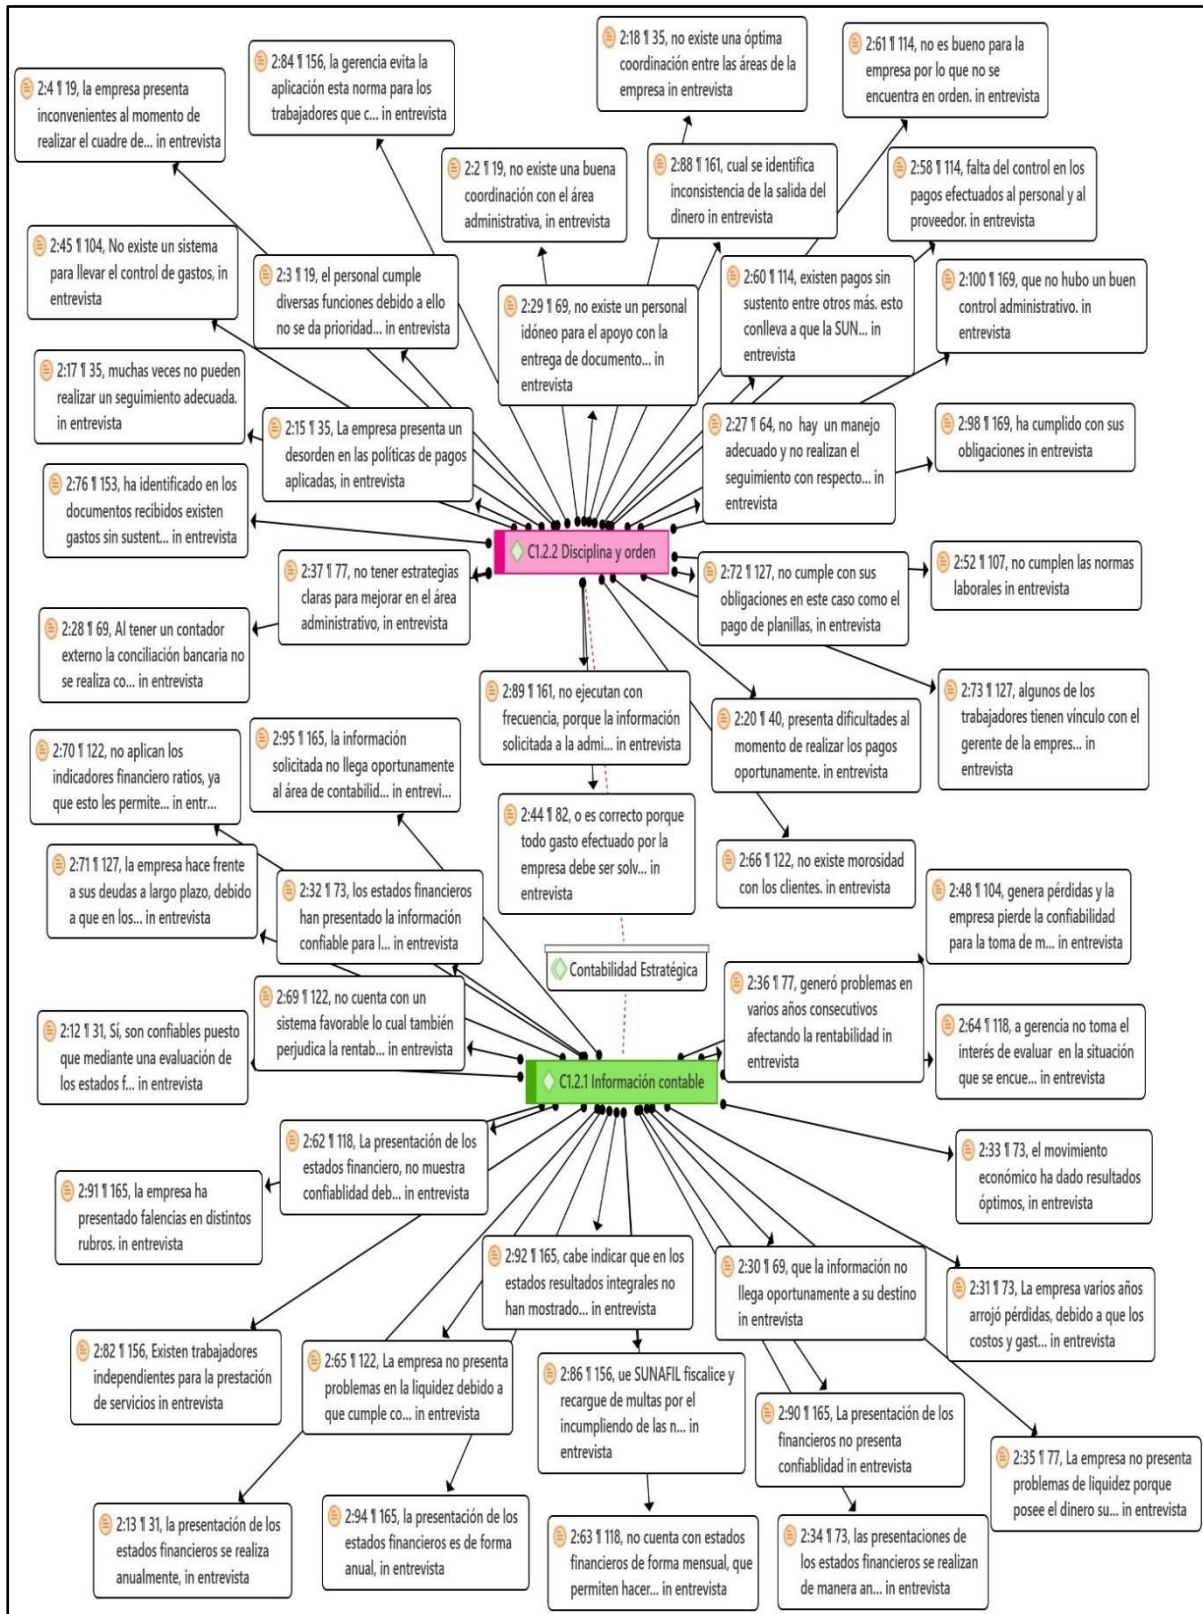 2:18 ¶ 35, no existe una óptima
coordinación entre las áreas de la
empresa in entrevista
2:61 ¶ 114, no es bueno para la
empresa por lo que no se
encuentra en orden. in entrevista
2:84 ¶ 156, la gerencia evita la
aplicación esta norma para los
trabajadores que c... in entrevista
2:4 ¶ 19, la empresa presenta
inconvenientes al momento de
realizar el cuadre de... in entrevista
2:2 ¶ 19, no existe una buena
coordinación con el área
administrativa, in entrevista
2:88 ¶ 161, cual se identifica
inconsistencia de la salida del
dinero in entrevista
2:58 ¶ 114, falta del control en los
pagos efectuados al personal y al
proveedor. in entrevista
2:45 ¶ 104, No existe un sistema
para llevar el control de gastos, in
entrevista
2:3 ¶ 19, el personal cumple
diversas funciones debido a ello
no se da prioridad... in entrevista
2:29 ¶ 69, no existe un personal
idóneo para el apoyo con la
entrega de documento... in
entrevista
2:60 ¶ 114, existen pagos sin
sustento entre otros más. esto
conlleva a que la SUN... in
entrevista
2:100 ¶ 169, que no hubo un buen
control administrativo. in
entrevista
2:17 ¶ 35, muchas veces no pueden
realizar un seguimiento adecuada.
in entrevista
2:15 ¶ 35, La empresa presenta un
desorden en las políticas de pagos
aplicadas, in entrevista
2:27 ¶ 64, no  hay  un manejo
adecuado y no realizan el
seguimiento con respecto... in
entrevista
2:98 ¶ 169, ha cumplido con sus
obligaciones in entrevista
2:76 ¶ 153, ha identificado en los
documentos recibidos existen
gastos sin sustent... in entrevista
C1.2.2 Disciplina y orden
2:37 ¶ 77, no tener estrategias
claras para mejorar en el área
administrativo, in entrevista
2:72 ¶ 127, no cumple con sus
obligaciones en este caso como el
pago de planillas, in entrevista
2:52 ¶ 107, no cumplen las normas
laborales in entrevista
2:28 ¶ 69, Al tener un contador
externo la conciliación bancaria no
se realiza co... in entrevista
2:89 ¶ 161, no ejecutan con
frecuencia, porque la información
solicitada a la admi... in entrevista
2:20 ¶ 40, presenta dificultades al
momento de realizar los pagos
oportunamente. in entrevista
2:73 ¶ 127, algunos de los
trabajadores tienen vínculo con el
gerente de la empres... in
entrevista
2:70 ¶ 122, no aplican los
indicadores financiero ratios, ya
que esto les permite... in entr...
2:95 ¶ 165, la información
solicitada no llega oportunamente
al área de contabilid... in entrevi...
2:44 ¶ 82, o es correcto porque
todo gasto efectuado por la
empresa debe ser solv... in
entrevista
2:66 ¶ 122, no existe morosidad
con los clientes. in entrevista
2:71 ¶ 127, la empresa hace frente
a sus deudas a largo plazo, debido
a que en los... in entrevista
2:32 ¶ 73, los estados financieros
han presentado la información
confiable para l... in entrevista
2:48 ¶ 104, genera pérdidas y la
empresa pierde la confiabilidad
para la toma de m... in entrevista
Contabilidad Estratégica
2:36 ¶ 77, generó problemas en
varios años consecutivos
afectando la rentabilidad in
entrevista
2:69 ¶ 122, no cuenta con un
sistema favorable lo cual también
perjudica la rentab... in entrevista
2:12 ¶ 31, Sí, son confiables puesto
que mediante una evaluación de
los estados f... in entrevista
2:64 ¶ 118, a gerencia no toma el
interés de evaluar  en la situación
que se encue... in entrevista
C1.2.1 Información contable
2:62 ¶ 118, La presentación de los
estados financiero, no muestra
confiablidad deb... in entrevista
2:33 ¶ 73, el movimiento
económico ha dado resultados
óptimos, in entrevista
2:91 ¶ 165, la empresa ha
presentado falencias en distintos
rubros. in entrevista
2:92 ¶ 165, cabe indicar que en los
estados resultados integrales no
han mostrado... in entrevista
2:30 ¶ 69, que la información no
llega oportunamente a su destino
in entrevista
2:31 ¶ 73, La empresa varios años
arrojó pérdidas, debido a que los
costos y gast... in entrevista
2:82 ¶ 156, Existen trabajadores
independientes para la prestación
de servicios in entrevista
2:65 ¶ 122, La empresa no presenta
problemas en la liquidez debido a
que cumple co... in entrevista
2:86 ¶ 156, ue SUNAFIL fiscalice y
recargue de multas por el
incumpliendo de las n... in
entrevista
2:90 ¶ 165, La presentación de los
financieros no presenta
confiablidad in entrevista
2:35 ¶ 77, La empresa no presenta
problemas de liquidez porque
posee el dinero su... in entrevista
2:13 ¶ 31, la presentación de los
estados financieros se realiza
anualmente, in entrevista
2:94 ¶ 165, la presentación de los
estados financieros es de forma
anual, in entrevista
2:63 ¶ 118, no cuenta con estados
financieros de forma mensual, que
permiten hacer... in entrevista
2:34 ¶ 73, las presentaciones de
los estados financieros se realizan
de manera an... in entrevista